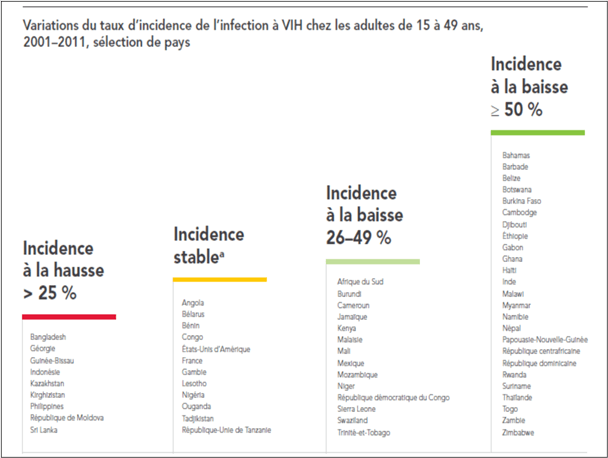 Variations du taux d'incidence de l'infection à VIH chez les adultes de 15 à 49 ans,
2001–2011, sélection de pays
Incidence
à la hausse
> 25 %
Bangladesh
Géorgie
Guinée-Bissau
Indonésie
Kazakhstan
Kirghizistan
Philippines
République de Moldova
Sri Lanka
Incidence
stableª
Angola
Bélarus
Bénin
Congo
États-Unis d'Amérique
France
Gambie
Lesotho
Nigéria
Ouganda
Tadjikistan
République-Unie de Tanzanie
Incidence
à la baisse
26–49 %
Afrique du Sud
Burundi
Cameroun
Jamaïque
Kenya
Malaisie
Mali
Mexique
Mozambique
Niger
République démocratique du Congo
Sierra Leone
Swaziland
Trinité-et-Tobago
Incidence
à la baisse
≥ 50 %
Bahamas
Barbade
Belize
Botswana
Burkina Faso
Cambodge
Djibouti
Éthiopie
Gabon
Ghana
Haïti
Inde
Malawi
Myanmar
Namibie
Népal
Papouasie-Nouvelle-Guinée
République centrafricaine
République dominicaine
Rwanda
Suriname
Thaïlande
Togo
Zambie
Zimbabwe